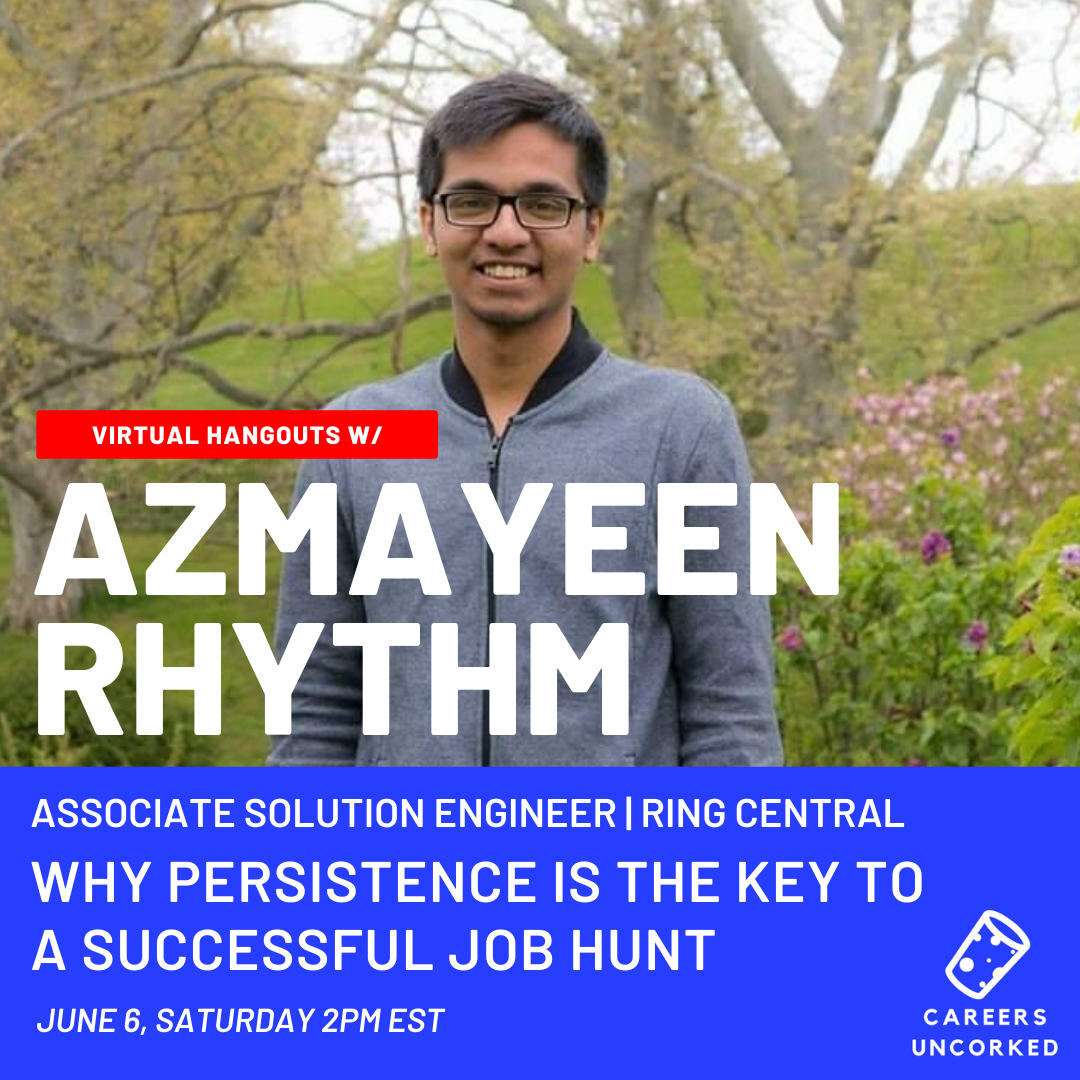 VIRTUAL HANGOUTS W/
AZMAYEEN
RHYTHM
ASSOCIATE SOLUTION ENGINEER | RING CENTRAL
WHY PERSISTENCE IS THE KEY TO
A SUCCESSFUL JOB HUNT
JUNE 6, SATURDAY 2PM EST
CAREERS
UNCORKED